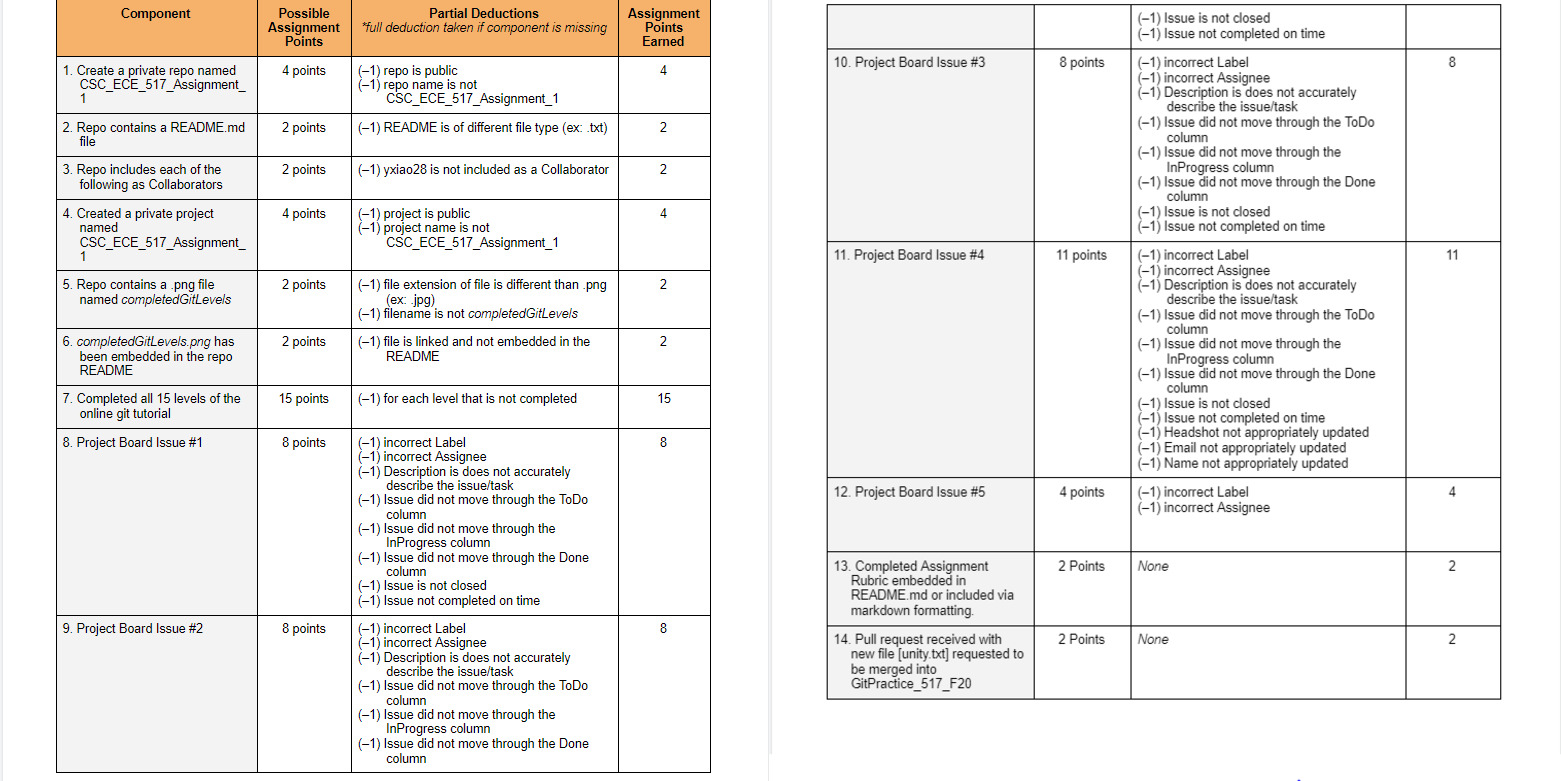 Component
Possible
Assignment
Points
Partial Deductions
*full deduction taken if component is missing
Assignment
Points
Earned
1. Create a private repo named
CSC_ECE_517_Assignment_
1
4 points
(–1) repo is public
(–1) repo name is not
CSC_ECE_517_Assignment_1
4
2. Repo contains a README.md
file
2 points
(–1) README is of different file type (ex: .txt)
2
3. Repo includes each of the
following as Collaborators
2 points
(–1) yxiao28 is not included as a Collaborator
2
4. Created a private project
named
CSC_ECE_517_Assignment_
1
4 points
(–1) project is public
(–1) project name is not
CSC_ECE_517_Assignment_1
4
5. Repo contains a .png file
named completedGitLevels
2 points
(–1) file extension of file is different than .png
(ex: .jpg)
(–1) filename is not completedGitLevels
2
6. completedGitLevels.png has
been embedded in the repo
README
2 points
(–1) file is linked and not embedded in the
README
2
7. Completed all 15 levels of the
online git tutorial
15 points
(–1) for each level that is not completed
15
8. Project Board Issue #1
8 points
(–1) incorrect Label
(–1) incorrect Assignee
(–1) Description is does not accurately
describe the issue/task
(–1) Issue did not move through the ToDo
column
(–1) Issue did not move through the
InProgress column
(–1) Issue did not move through the Done
column
(–1) Issue is not closed
(–1) Issue not completed on time
8
9. Project Board Issue #2
8 points
(–1) incorrect Label
(–1) incorrect Assignee
(–1) Description is does not accurately
describe the issue/task
(–1) Issue did not move through the ToDo
column
(–1) Issue did not move through the
InProgress column
(–1) Issue did not move through the Done
column
8
(–1) Issue is not closed
(–1) Issue not completed on time
10. Project Board Issue #3
8 points
(–1) incorrect Label
(–1) incorrect Assignee
(–1) Description is does not accurately
describe the issue/task
(–1) Issue did not move through the ToDo
column
(–1) Issue did not move through the
InProgress column
(–1) Issue did not move through the Done
column
(–1) Issue is not closed
(–1) Issue not completed on time
8
11. Project Board Issue #4
11 points
(–1) incorrect Label
(–1) incorrect Assignee
(–1) Description is does not accurately
describe the issue/task
(–1) Issue did not move through the ToDo
column
(–1) Issue did not move through the
InProgress column
(–1) Issue did not move through the Done
column
(–1) Issue is not closed
(–1) Issue not completed on time
(–1) Headshot not appropriately updated
(–1) Email not appropriately updated
(–1) Name not appropriately updated
11
12. Project Board Issue #5
4 points
(–1) incorrect Label
(–1) incorrect Assignee
4
13. Completed Assignment
Rubric embedded in
README.md or included via
markdown formatting.
2 Points
None
2
14. Pull request received with
new file [unity.txt] requested to
be merged into
GitPractice_517_F20
2 Points
None
2